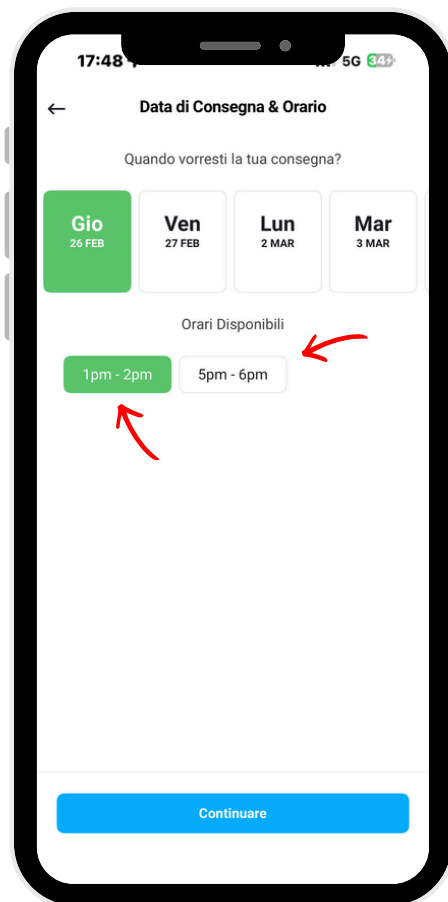 17:48
5G 34
Data di Consegna & Orario
Quando vorresti la tua consegna?
Gio Ven Lun Mar
26 FEB 27 FEB 2 MAR 3 MAR
Orari Disponibili
1pm - 2pm 5pm - 6pm
Continuare